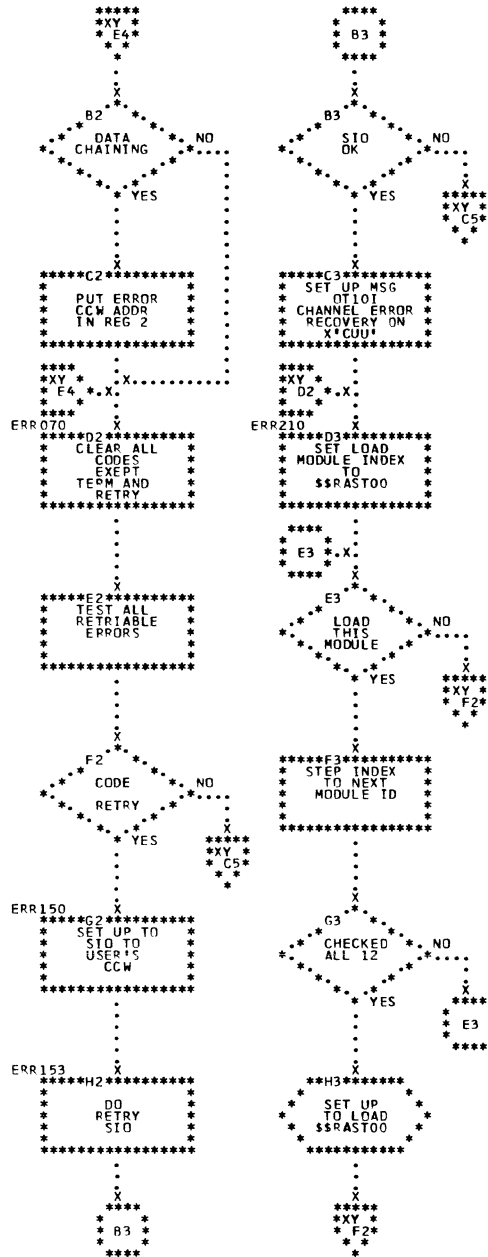 XY
E4
B2
DATA
CHAINING
NO
YES
C2
PUT ERROR
CCW ADDR
IN REG 2
XY
E4
ERR070
D2
CLEAR ALL
CODES
EXEPT
TERM AND
RETRY
E2
TEST ALL
RETRIABLE
ERRORS
F2
CODE
RETRY
NO
YES
XY
C5
ERR150
G2
SET UP TO
SIO TO
USER'S
CCW
ERR153
H2
DO
RETRY
SIO
B3
B3
B3
SIO
OK
NO
YES
XY
C5
C3
SET UP MSG
0T10I
CHANNEL ERROR
RECOVERY ON
X'CUU'
XY
D2
ERR210
D3
SET LOAD
MODULE INDEX
TO
$$RAST00
E3
E3
LOAD
THIS
MODULE
NO
YES
XY
F2
F3
STEP INDEX
TO NEXT
MODULE ID
G3
CHECKED
ALL 12
NO
YES
E3
H3
SET UP
TO LOAD
$$RAST00
XY
F2